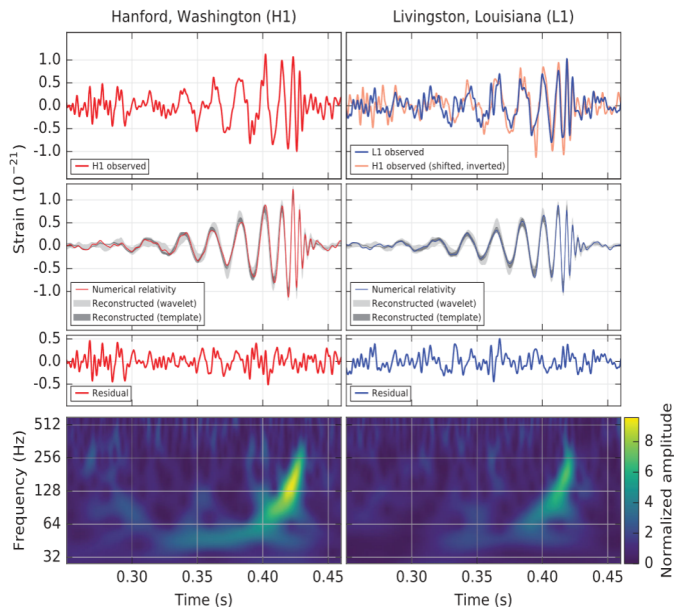 Hanford, Washington (H1)
Livingston, Louisiana (L1)
Strain (10⁻²¹)
1.0
0.5
0.0
-0.5
-1.0
H1 observed
L1 observed
H1 observed (shifted, inverted)
1.0
0.5
0.0
-0.5
-1.0
Numerical relativity
Reconstructed (wavelet)
Reconstructed (template)
Numerical relativity
Reconstructed (wavelet)
Reconstructed (template)
0.5
0.0
-0.5
Residual
Residual
Frequency (Hz)
512
256
128
64
32
Normalized amplitude
8
6
4
2
0
0.30 0.35 0.40 0.45
0.30 0.35 0.40 0.45
Time (s)
Time (s)